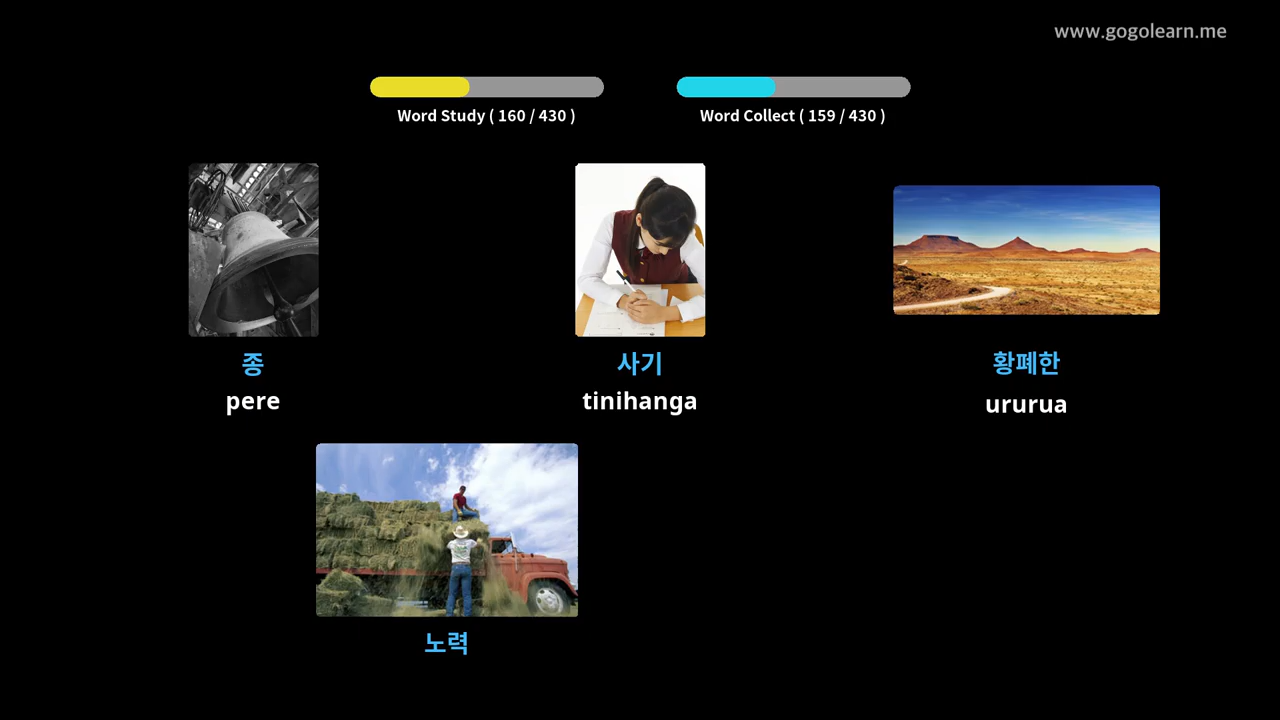 www.gogolearn.me
Word Study ( 160 / 430 )
Word Collect ( 159 / 430 )
종
pere
사기
tinihanga
황폐한
ururua
노력